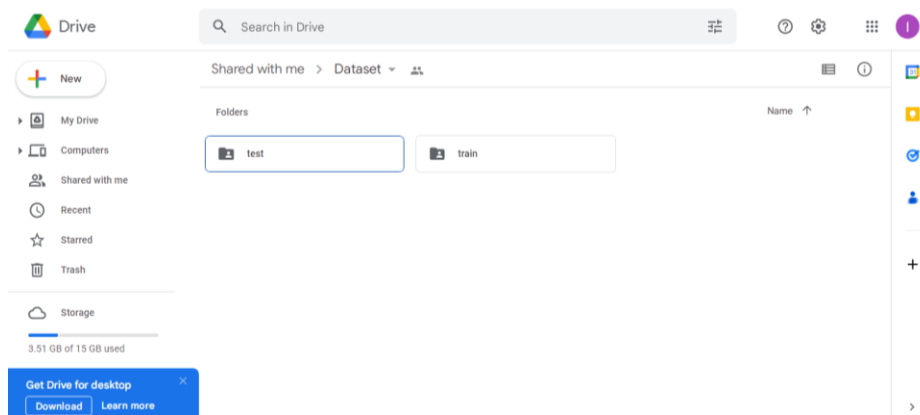 Drive
Search in Drive
I
New
My Drive
Computers
Shared with me
Recent
Starred
Trash
Storage
3.51 GB of 15 GB used
Get Drive for desktop
Download Learn more
Shared with me > Dataset
Folders
Name
test
train
31